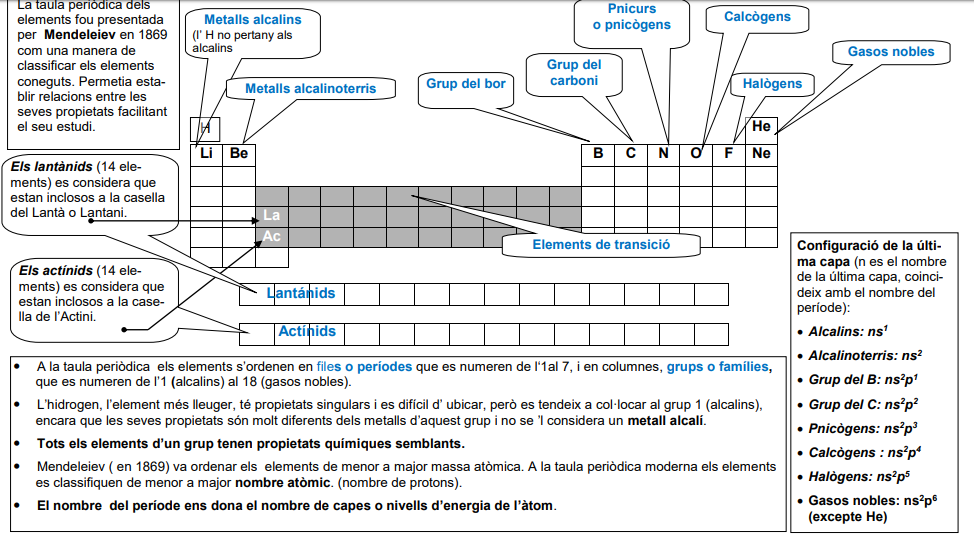 La taula periòdica dels
elements fou presentada
per Mendeleiev en 1869
com una manera de
classificar els elements
coneguts. Permetia esta-
blir relacions entre les
seves propietats facilitant
el seu estudi.
Metalls alcalins
(l' H no pertany als
alcalins
Metalls alcalinoterris
Grup del bor
Grup del
carboni
Pnicurs
o pnicògens
Calcògens
Halògens
Gasos nobles
H
He
Li Be B C N O F Ne
La
Ac
Els lantànids (14 ele-
ments) es considera que
estan inclosos a la casella
del Lantà o Lantani.
Els actínids (14 ele-
ments) es considera que
estan inclosos a la case-
lla de l'Actini.
Elements de transició
Lantánids
Actínids
Configuració de la últi-
ma capa (n es el nombre
de la última capa, coinci-
deix amb el nombre del
període):
• Alcalins: ns¹
• Alcalinoterris: ns²
• Grup del B: ns²p¹
• Grup del C: ns²p²
• Pnicògens: ns²p³
• Calcògens : ns²p⁴
• Halògens: ns²p⁵
• Gasos nobles: ns²p⁶
(excepte He)
• A la taula periòdica els elements s'ordenen en files o períodes que es numeren de l'1al 7, i en columnes, grups o famílies,
que es numeren de l'1 (alcalins) al 18 (gasos nobles).
• L'hidrogen, l'element més lleuger, té propietats singulars i es difícil d' ubicar, però es tendeix a col·locar al grup 1 (alcalins),
encara que les seves propietats són molt diferents dels metalls d'aquest grup i no se 'l considera un metall alcalí.
• Tots els elements d'un grup tenen propietats químiques semblants.
• Mendeleiev ( en 1869) va ordenar els elements de menor a major massa atòmica. A la taula periòdica moderna els elements
es classifiquen de menor a major nombre atòmic. (nombre de protons).
• El nombre del període ens dona el nombre de capes o nivells d'energia de l'àtom.